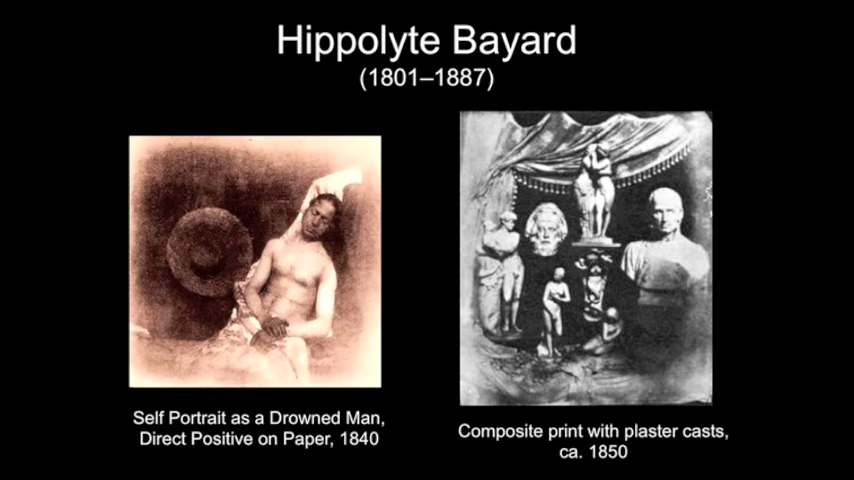 Hippolyte Bayard
(1801–1887)
Self Portrait as a Drowned Man,
Direct Positive on Paper, 1840
Composite print with plaster casts,
ca. 1850